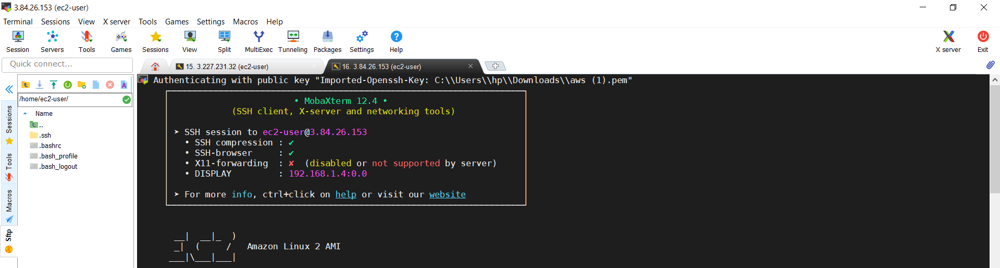 3.84.26.153 (ec2-user)
Terminal Sessions View X server Tools Games Settings Macros Help
Session Servers Tools Games Sessions View Split MultiExec Tunneling Packages Settings Help X server Exit
Quick connect...
15. 3.227.231.32 (ec2-user)
16. 3.84.26.153 (ec2-user)
/home/ec2-user/
Name
..
.ssh
.bashrc
.bash_profile
.bash_logout
Sessions
Tools
Macros
Sftp
Authenticating with public key "Imported-Openssh-Key: C:\\Users\\hp\\Downloads\\aws (1).pem"
• MobaXterm 12.4 •
(SSH client, X-server and networking tools)
➤ SSH session to ec2-user@3.84.26.153
• SSH compression : ✔
• SSH-browser     : ✔
• X11-forwarding  : ✘  (disabled or not supported by server)
• DISPLAY         : 192.168.1.4:0.0
➤ For more info, ctrl+click on help or visit our website
__|  __|_  )
_|  (     /   Amazon Linux 2 AMI
___|\___|___|